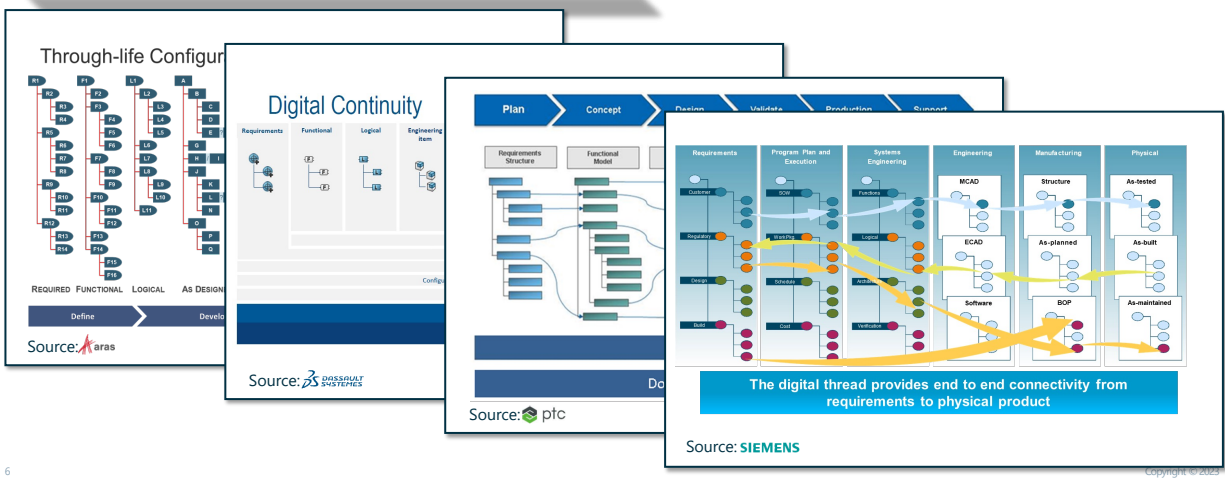 Through-life Configur
R1
R2
R3
R4
R5
R6
R7
R8
R9
R10
R11
R12
R13
R14
F1
F2
F3
F4
F5
F6
F7
F8
F9
F10
F11
F12
F13
F14
F15
F16
L1
L2
L3
L4
L5
L6
L7
L8
L9
L10
L11
A
B
C
D
E
G
H
I
J
K
L
N
O
P
Q
REQUIRED FUNCTIONAL LOGICAL AS DESIGN
Define
Develo
Source: aras
Digital Continuity
Requirements
Functional
Logical
Engineering
item
F
F
F
L
L
L
Configu
Source: DASSAULT
SYSTEMES
Plan
Concept
Design
Validate
Production
Support
Requirements
Structure
Functional
Model
Do
Source: ptc
Requirements
Program Plan and
Execution
Systems
Engineering
Engineering
Manufacturing
Physical
Customer
Regulatory
Design
Build
SOW
WorkPkg
Schedule
Cost
Functions
Logical
Verification
MCAD
ECAD
Software
Structure
As-planned
BOP
As-tested
As-built
As-maintained
The digital thread provides end to end connectivity from
requirements to physical product
Source: SIEMENS
6
Copyright © 2023